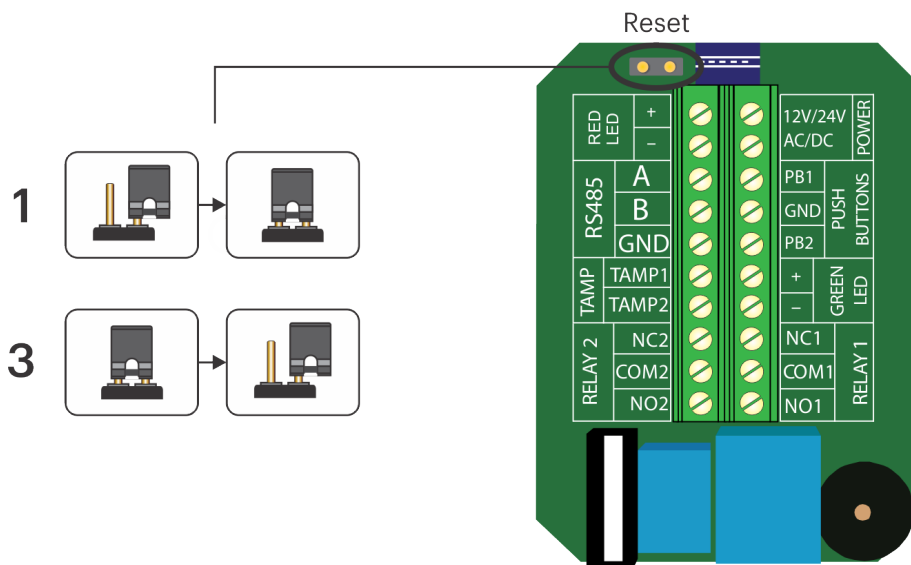 Reset
1
3
RED LED
+
−
RS485
A
B
GND
TAMP
TAMP1
TAMP2
RELAY 2
NC2
COM2
NO2
12V/24V
AC/DC
POWER
PB1
GND
PB2
PUSH
BUTTONS
+
−
GREEN
LED
NC1
COM1
NO1
RELAY 1